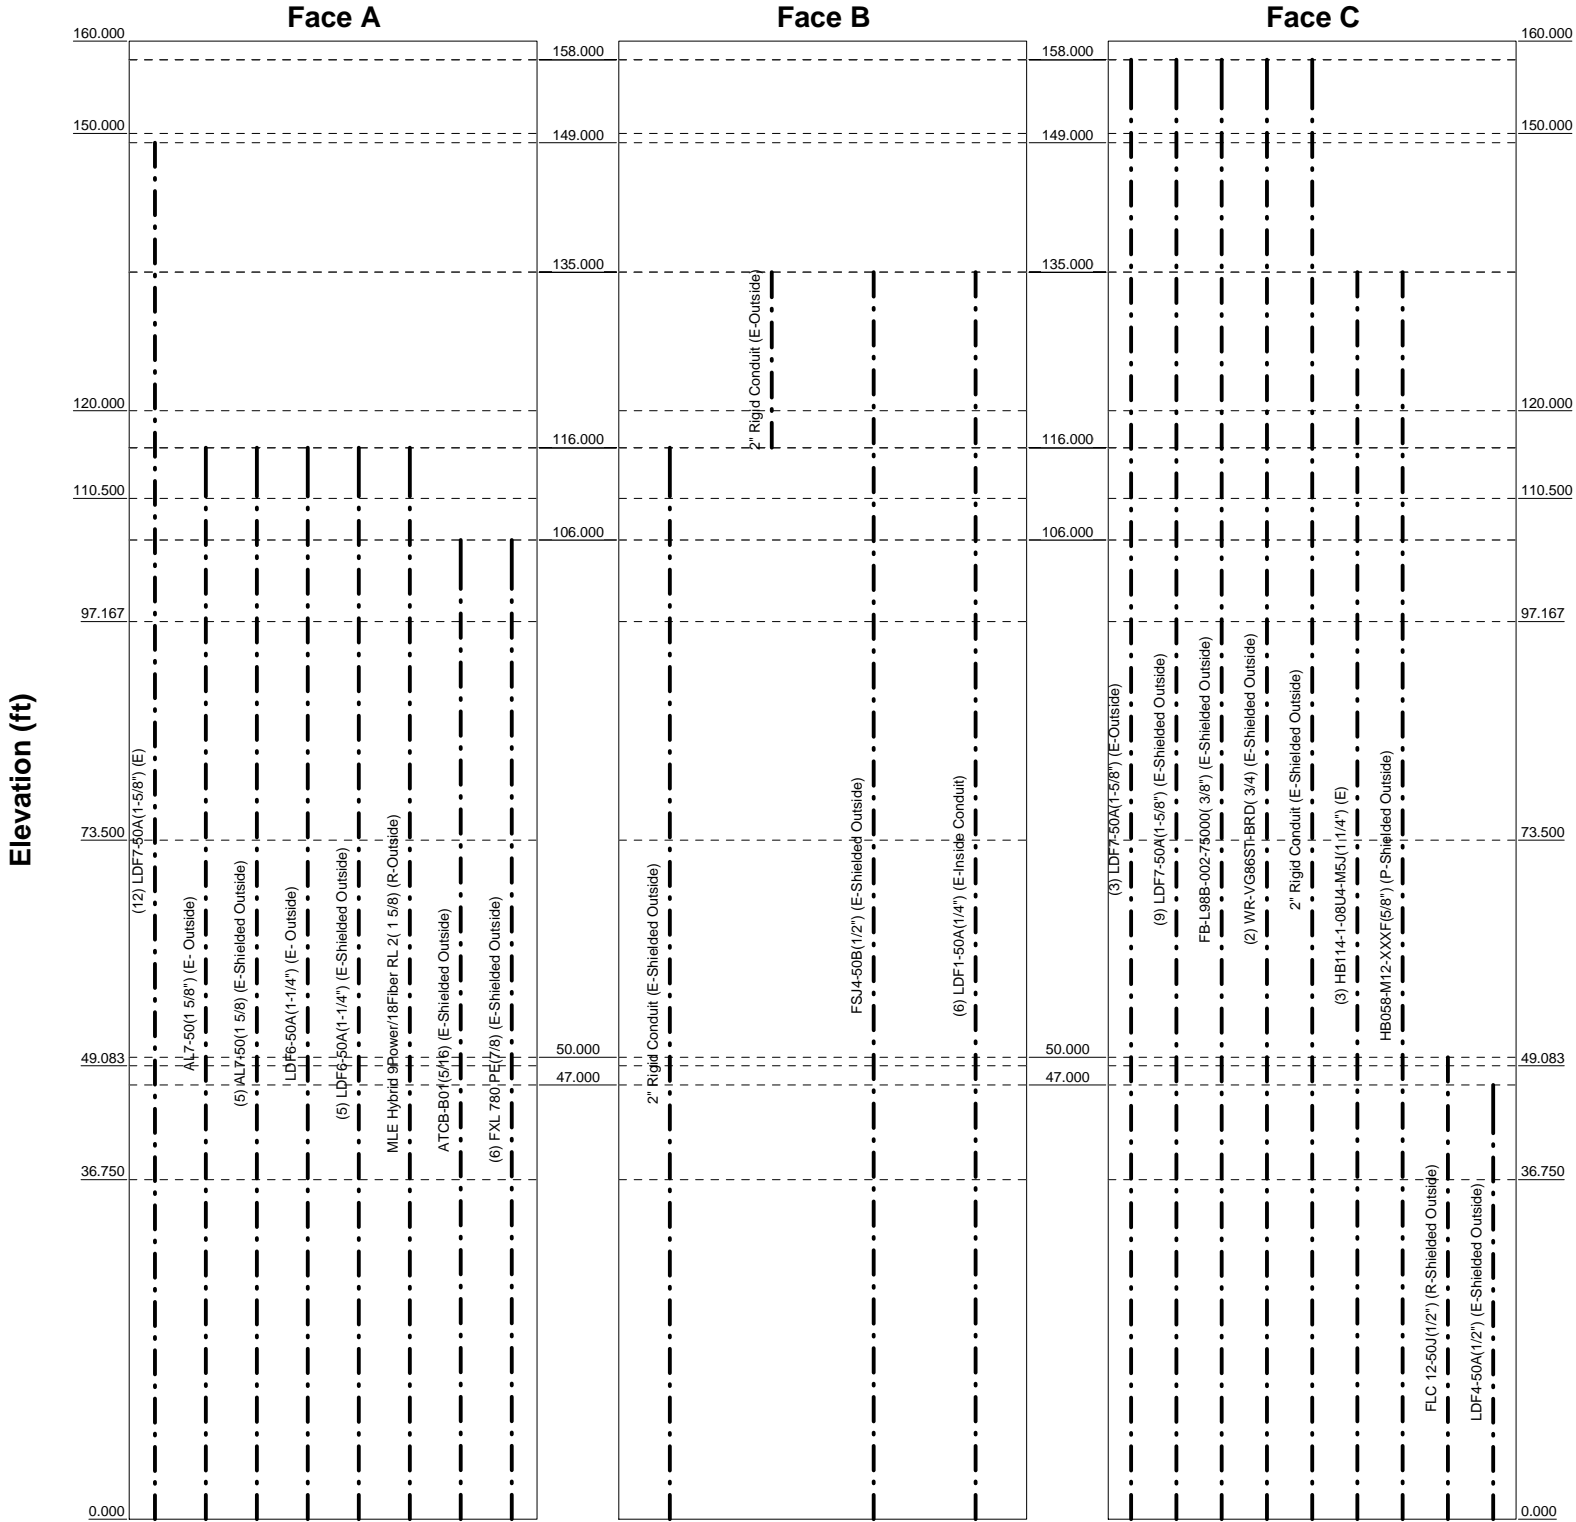 Face A
Face B
Face C
160.000
158.000
158.000
160.000
150.000
149.000
149.000
150.000
135.000
135.000
120.000
120.000
116.000
116.000
110.500
110.500
106.000
106.000
97.167
97.167
73.500
73.500
50.000
50.000
49.083
49.083
47.000
47.000
36.750
36.750
0.000
0.000
Elevation (ft)
(12) LDF7-50A(1-5/8") (E)
AL7-50(1 5/8") (E- Outside)
(5) AL7-50(1 5/8) (E-Shielded Outside)
LDF6-50A(1-1/4") (E- Outside)
(5) LDF6-50A(1-1/4") (E-Shielded Outside)
MLE Hybrid 9Power/18Fiber RL 2( 1 5/8) (R-Outside)
ATCB-B01(5/16) (E-Shielded Outside)
(6) FXL 780 PE(7/8) (E-Shielded Outside)
2" Rigid Conduit (E-Shielded Outside)
2" Rigid Conduit (E-Outside)
FSJ4-50B(1/2") (E-Shielded Outside)
(6) LDF1-50A(1/4") (E-Inside Conduit)
(3) LDF7-50A(1-5/8") (E-Outside)
(9) LDF7-50A(1-5/8") (E-Shielded Outside)
FB-L98B-002-75000( 3/8") (E-Shielded Outside)
(2) WR-VG86ST-BRD( 3/4) (E-Shielded Outside)
2" Rigid Conduit (E-Shielded Outside)
(3) HB114-1-08U4-M5J(1 1/4") (E)
HB058-M12-XXXF(5/8") (P-Shielded Outside)
FLC 12-50J(1/2") (R-Shielded Outside)
LDF4-50A(1/2") (E-Shielded Outside)